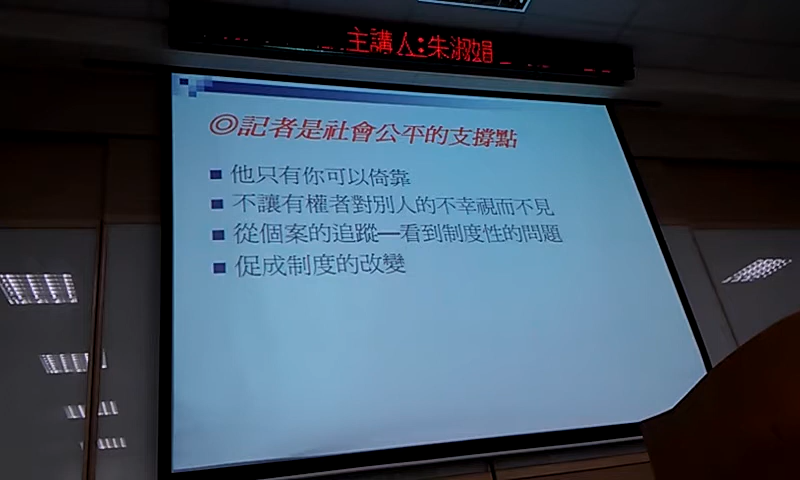 主講人:朱淑娟
◎記者是社會公平的支撐點
■ 他只有你可以倚靠
■ 不讓有權者對別人的不幸視而不見
■ 從個案的追蹤—看到制度性的問題
■ 促成制度的改變